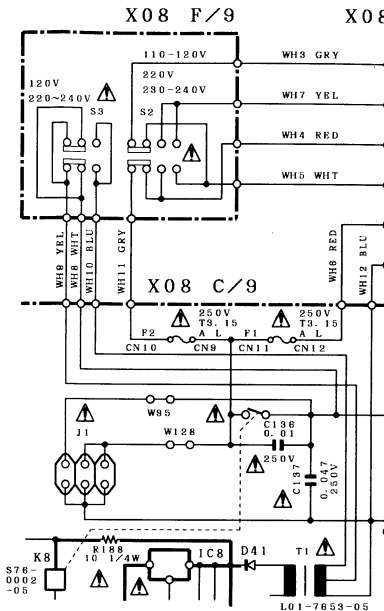 X08 F/9
X08
110-120V
WH3 GRY
220V
230-240V
120V
220~240V
S3
S2
WH7 YEL
WH4 RED
WH5 WHT
WH9 YEL
WH8 WHT
WH10 BLU
WH11 GRY
WH6 RED
WH12 BLU
X08 C/9
250V
T3.15
A L
250V
T3.15
A L
F2
F1
CN10
CN9
CN11
CN12
W95
J1
W128
C136
0.01
250V
C137
0.047
250V
K8
S76-
0002
-05
R188
10 1/4W
IC8
D41
T1
L01-7653-05